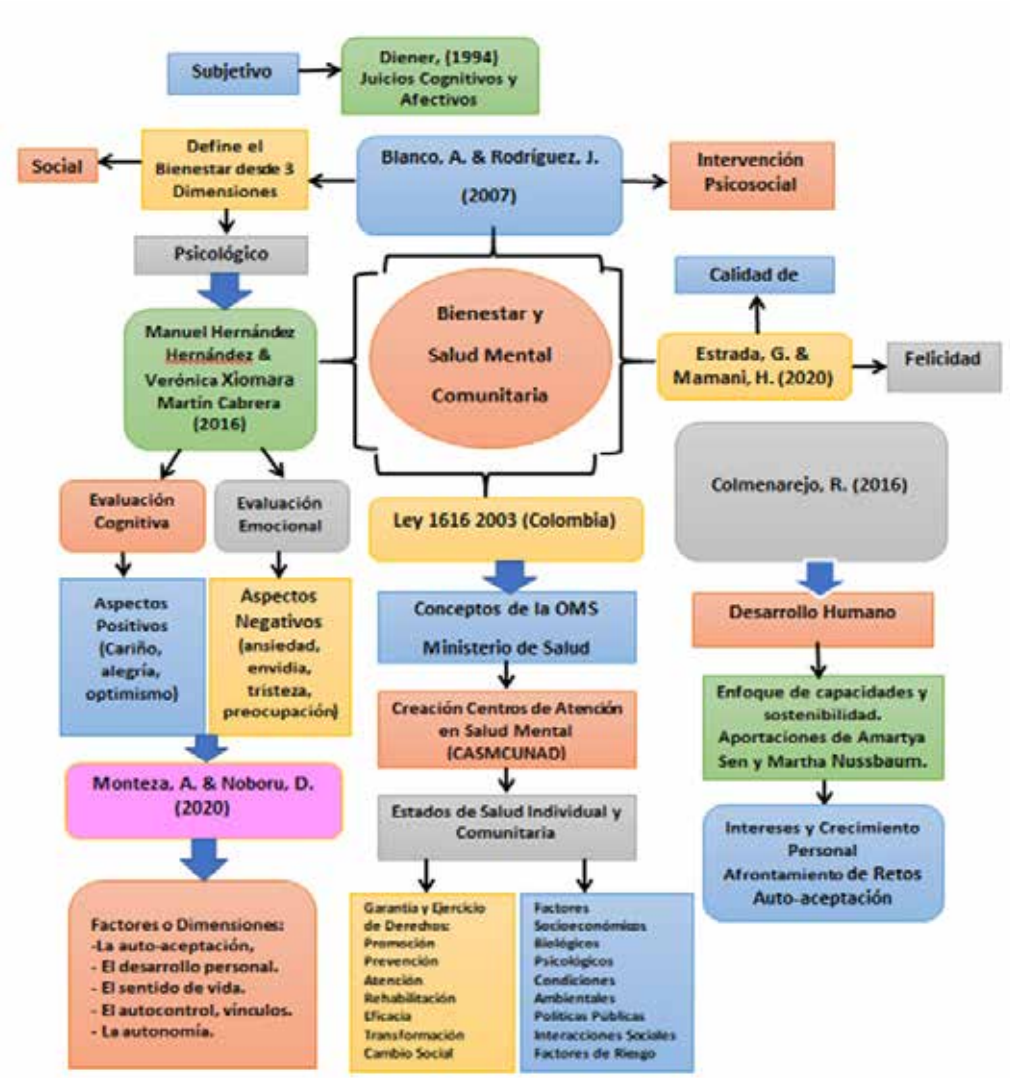 Subjetivo
Diener, (1994)
Juicios Cognitivos y
Afectivos
Social
Define el
Bienestar desde 3
Dimensiones
Blanco, A. & Rodríguez, J.
(2007)
Intervención
Psicosocial
Psicológico
Calidad de
Manuel Hernández
Hernández &
Verónica Xiomara
Martín Cabrera
(2016)
Bienestar y
Salud Mental
Comunitaria
Estrada, G. &
Mamani, H. (2020)
Felicidad
Evaluación
Cognitiva
Evaluación
Emocional
Ley 1616 2003 (Colombia)
Colmenarejo, R. (2016)
Aspectos
Positivos
(Cariño,
alegría,
optimismo)
Aspectos
Negativos
(ansiedad,
envidia,
tristeza,
preocupación)
Conceptos de la OMS
Ministerio de Salud
Desarrollo Humano
Creación Centros de Atención
en Salud Mental
(CASMCUNAD)
Enfoque de capacidades y
sostenibilidad.
Aportaciones de Amartya
Sen y Martha Nussbaum.
Monteza, A. & Noboru, D.
(2020)
Estados de Salud Individual y
Comunitaria
Intereses y Crecimiento
Personal
Afrontamiento de Retos
Auto-aceptación
Factores o Dimensiones:
-La auto-aceptación,
- El desarrollo personal.
- El sentido de vida.
- El autocontrol, vínculos.
- La autonomía.
Garantía y Ejercicio
de Derechos:
Promoción
Prevención
Atención
Rehabilitación
Eficacia
Transformación
Cambio Social
Factores
Socioeconómicos
Biológicos
Psicológicos
Condiciones
Ambientales
Políticas Públicas
Interacciones Sociales
Factores de Riesgo